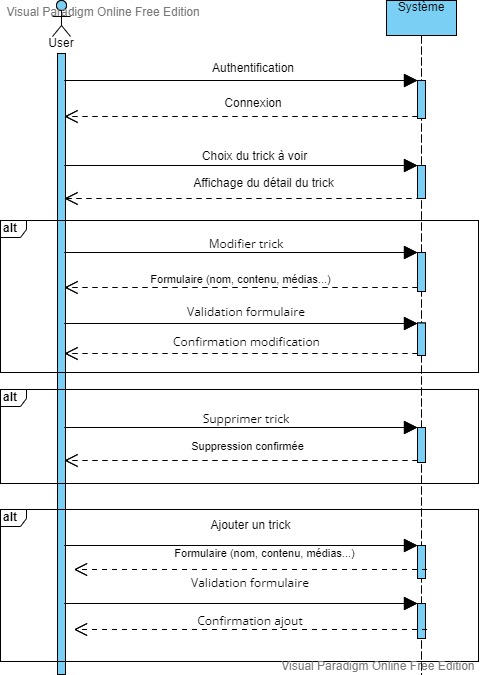 Visual Paradigm Online Free Edition
User
Système
Authentification
Connexion
Choix du trick à voir
Affichage du détail du trick
alt
Modifier trick
Formulaire (nom, contenu, médias...)
Validation formulaire
Confirmation modification
alt
Supprimer trick
Suppression confirmée
alt
Ajouter un trick
Formulaire (nom, contenu, médias...)
Validation formulaire
Confirmation ajout
Visual Paradigm Online Free Edition